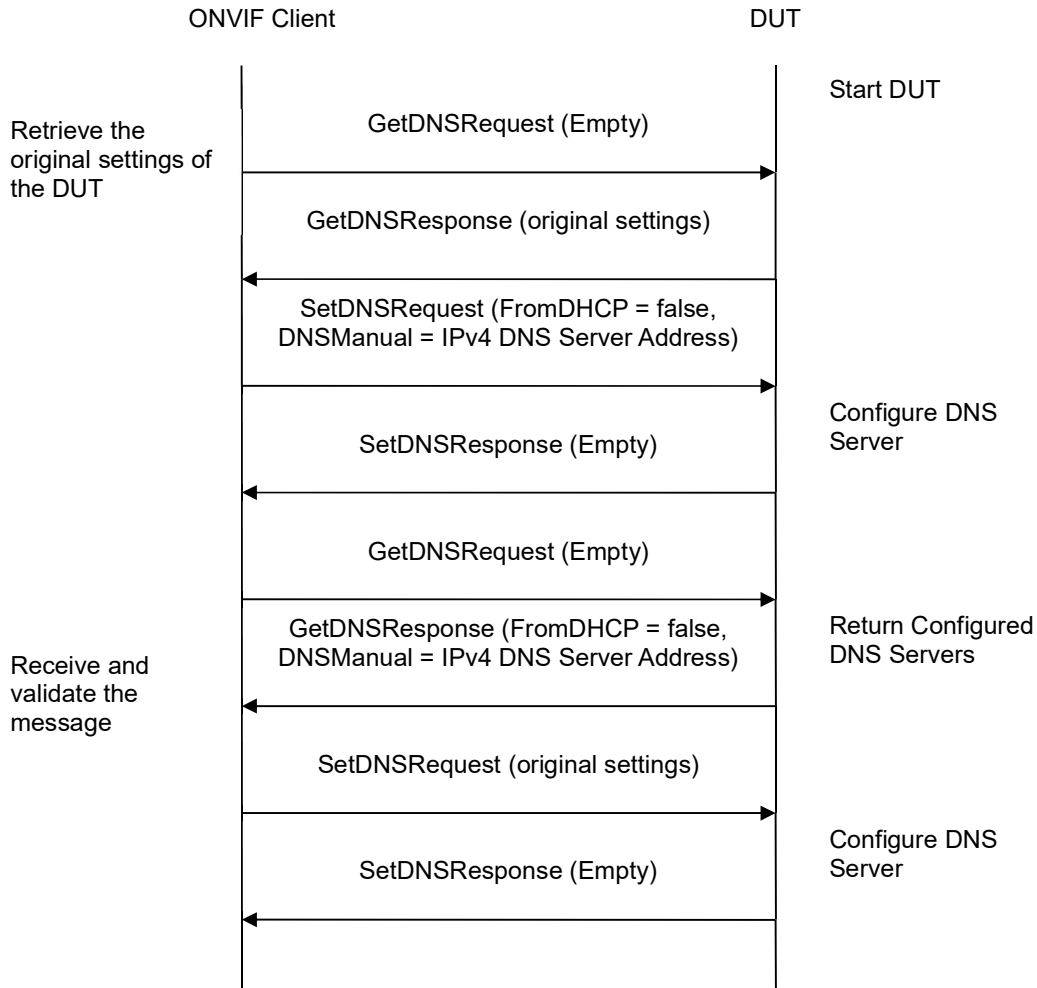 ONVIF Client
DUT
Start DUT
Retrieve the
original settings of
the DUT
GetDNSRequest (Empty)
GetDNSResponse (original settings)
SetDNSRequest (FromDHCP = false,
DNSManual = IPv4 DNS Server Address)
Configure DNS
Server
SetDNSResponse (Empty)
GetDNSRequest (Empty)
GetDNSResponse (FromDHCP = false,
DNSManual = IPv4 DNS Server Address)
Return Configured
DNS Servers
Receive and
validate the
message
SetDNSRequest (original settings)
Configure DNS
Server
SetDNSResponse (Empty)